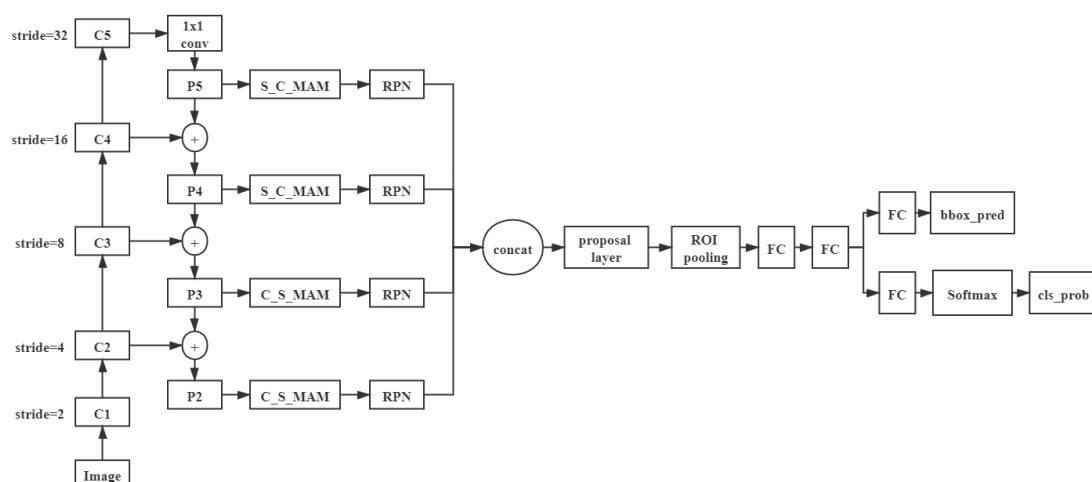 stride=32
C5
1x1
conv
P5
S_C_MAM
RPN
stride=16
C4
+
P4
S_C_MAM
RPN
stride=8
C3
+
P3
C_S_MAM
RPN
stride=4
C2
+
P2
C_S_MAM
RPN
stride=2
C1
Image
concat
proposal
layer
ROI
pooling
FC
FC
FC
bbox_pred
FC
Softmax
cls_prob